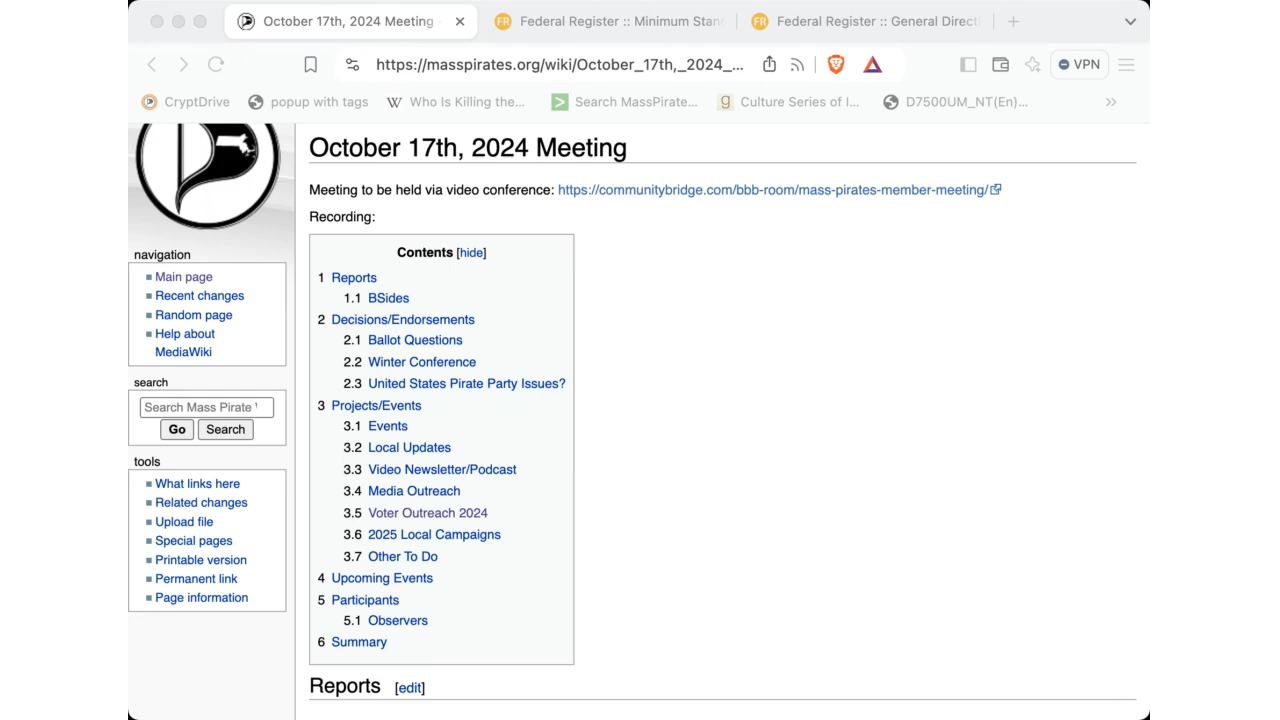 October 17th, 2024 Meeting
Federal Register :: Minimum Stan
Federal Register :: General Direct
https://masspirates.org/wiki/October_17th,_2024_...
VPN
CryptDrive
popup with tags
Who Is Killing the...
Search MassPirate...
Culture Series of I...
D7500UM_NT(En)...
October 17th, 2024 Meeting
Meeting to be held via video conference: https://communitybridge.com/bbb-room/mass-pirates-member-meeting/
Recording:
Contents [hide]
1 Reports
1.1 BSides
2 Decisions/Endorsements
2.1 Ballot Questions
2.2 Winter Conference
2.3 United States Pirate Party Issues?
3 Projects/Events
3.1 Events
3.2 Local Updates
3.3 Video Newsletter/Podcast
3.4 Media Outreach
3.5 Voter Outreach 2024
3.6 2025 Local Campaigns
3.7 Other To Do
4 Upcoming Events
5 Participants
5.1 Observers
6 Summary
Reports [edit]
navigation
Main page
Recent changes
Random page
Help about
MediaWiki
search
Search Mass Pirate
Go
Search
tools
What links here
Related changes
Upload file
Special pages
Printable version
Permanent link
Page information